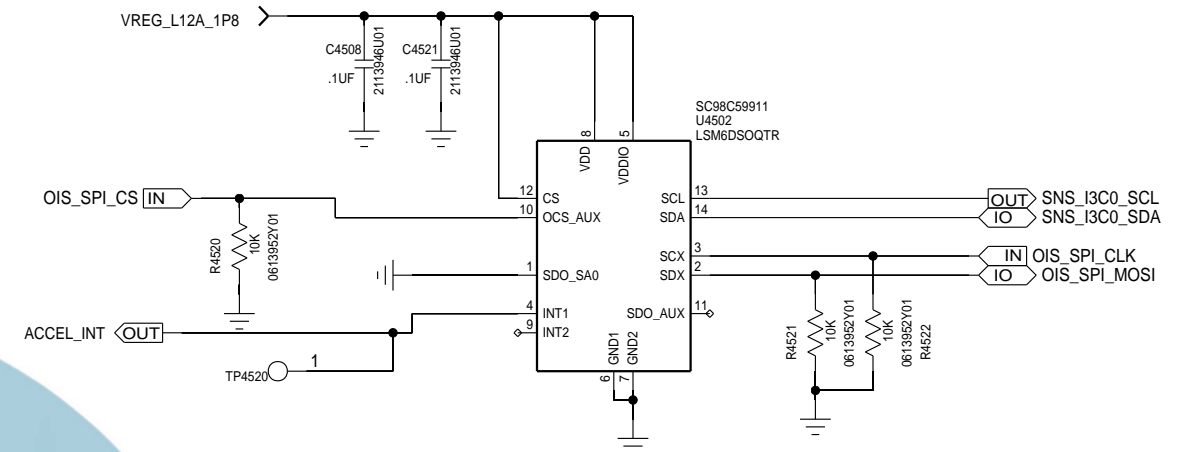 VREG_L12A_1P8
C4508
.1UF
2113946U01
C4521
.1UF
2113946U01
SC98C59911
U4502
LSM6DSOQTR
8
VDD
5
VDDIO
OIS_SPI_CS IN
12 CS
10 OCS_AUX
R4520
10K
0613952Y01
1 SDO_SA0
4 INT1
9 INT2
ACCEL_INT OUT
TP4520 1
SCL 13
OUT SNS_I3C0_SCL
SDA 14
IO SNS_I3C0_SDA
SCX 3
IN OIS_SPI_CLK
SDX 2
IO OIS_SPI_MOSI
SDO_AUX 11
R4521
10K
0613952Y01
10K
0613952Y01
R4522
GND1
GND2
6
7